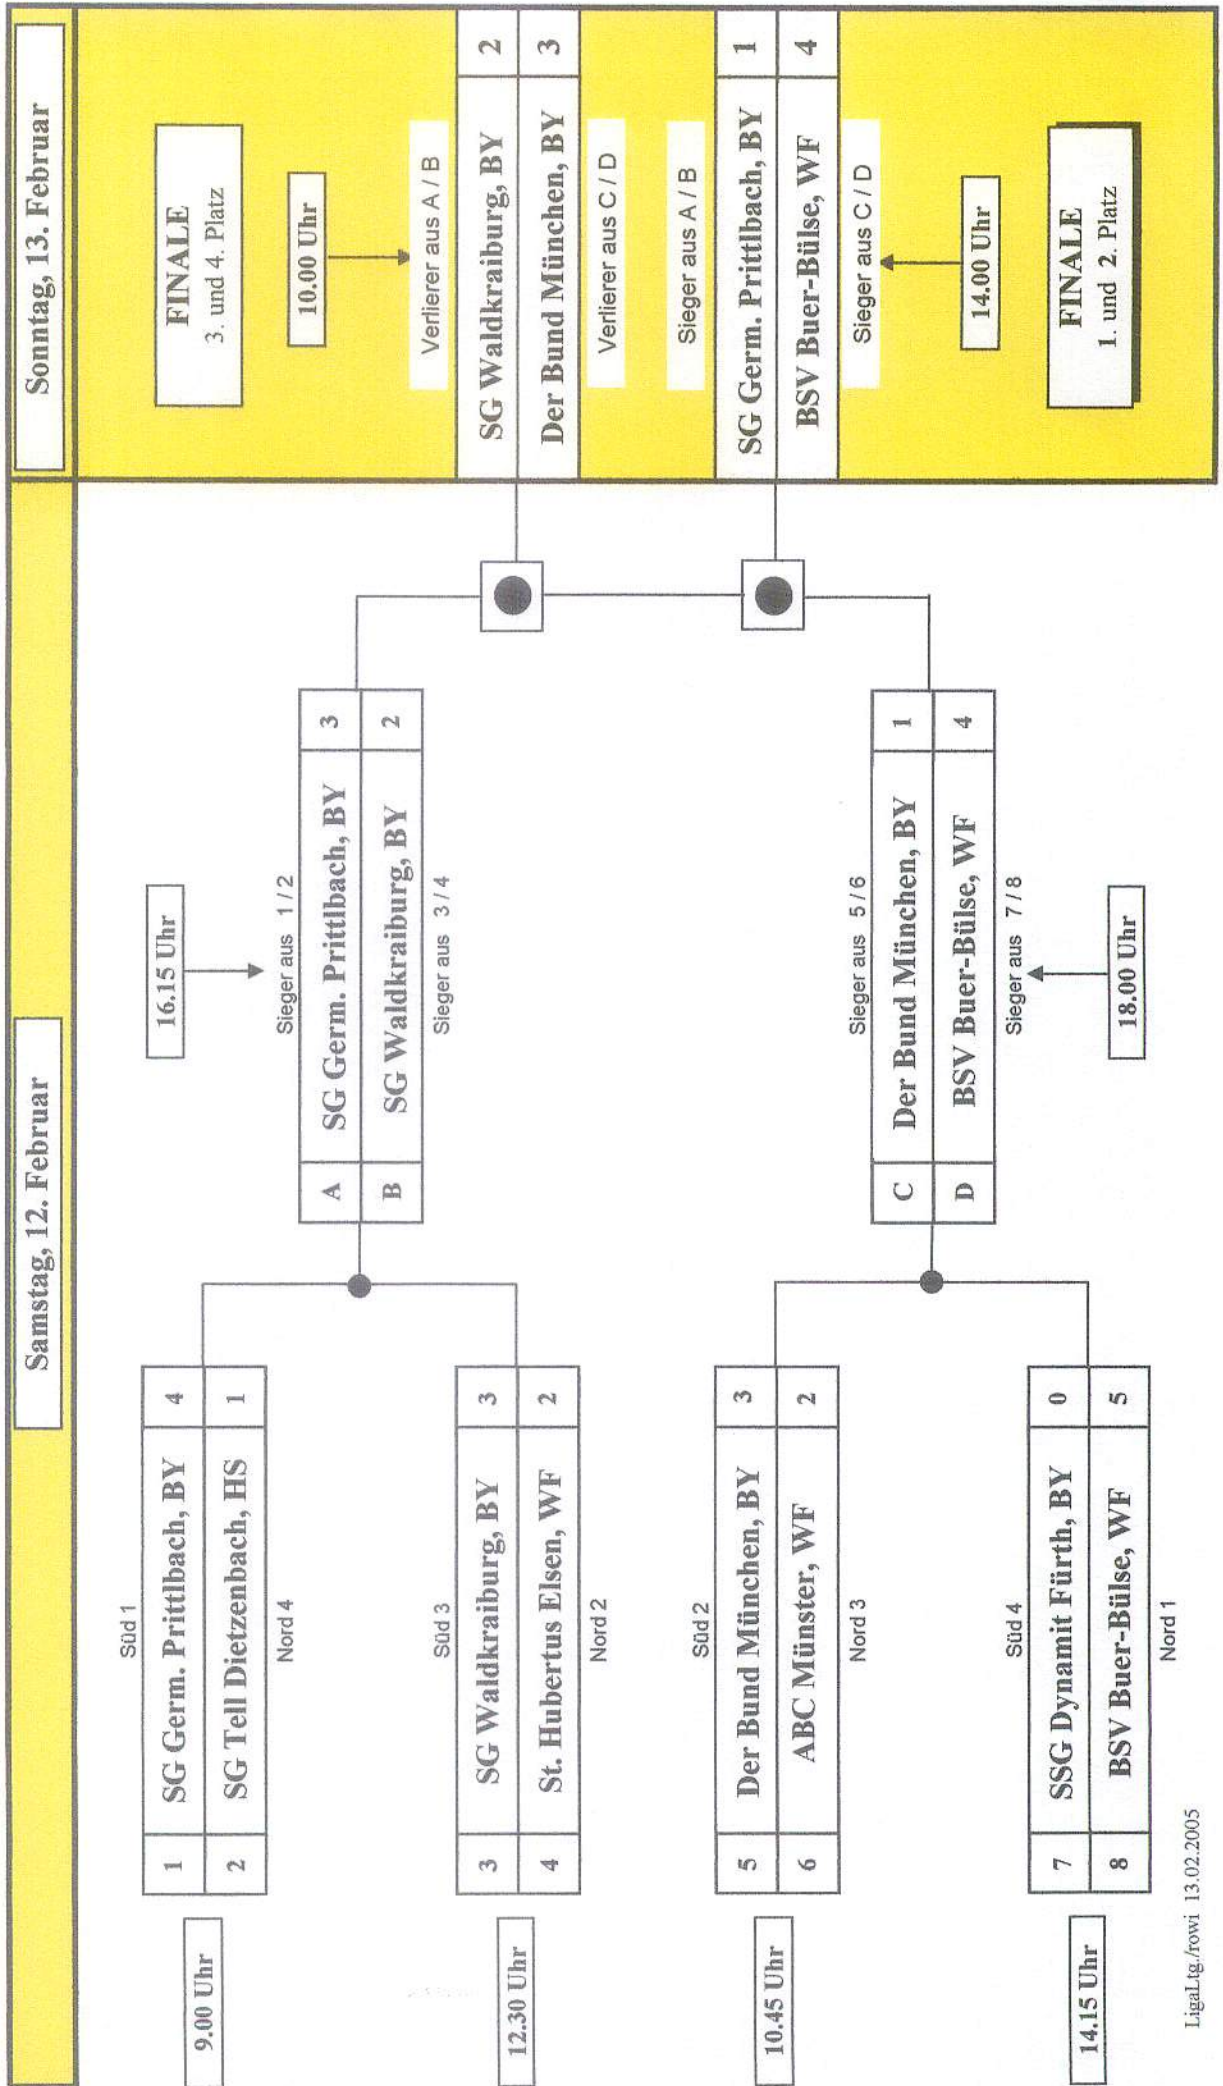 Samstag, 12. Februar
Sonntag, 13. Februar
9.00 Uhr
Süd 1
1 SG Germ. Prittlbach, BY 4
2 SG Tell Dietzenbach, HS 1
Nord 4
12.30 Uhr
Süd 3
3 SG Waldkraiburg, BY 3
4 St. Hubertus Elsen, WF 2
Nord 2
10.45 Uhr
Süd 2
5 Der Bund München, BY 3
6 ABC Münster, WF 2
Nord 3
14.15 Uhr
Süd 4
7 SSG Dynamit Fürth, BY 0
8 BSV Buer-Bülse, WF 5
Nord 1
16.15 Uhr
Sieger aus 1 / 2
A SG Germ. Prittlbach, BY 3
B SG Waldkraiburg, BY 2
Sieger aus 3 / 4
Sieger aus 5 / 6
C Der Bund München, BY 1
D BSV Buer-Bülse, WF 4
Sieger aus 7 / 8
18.00 Uhr
FINALE
3. und 4. Platz
10.00 Uhr
Verlierer aus A / B
SG Waldkraiburg, BY 2
Der Bund München, BY 3
Verlierer aus C / D
Sieger aus A / B
SG Germ. Prittlbach, BY 1
BSV Buer-Bülse, WF 4
Sieger aus C / D
14.00 Uhr
FINALE
1. und 2. Platz
LigaLtg./rowi 13.02.2005